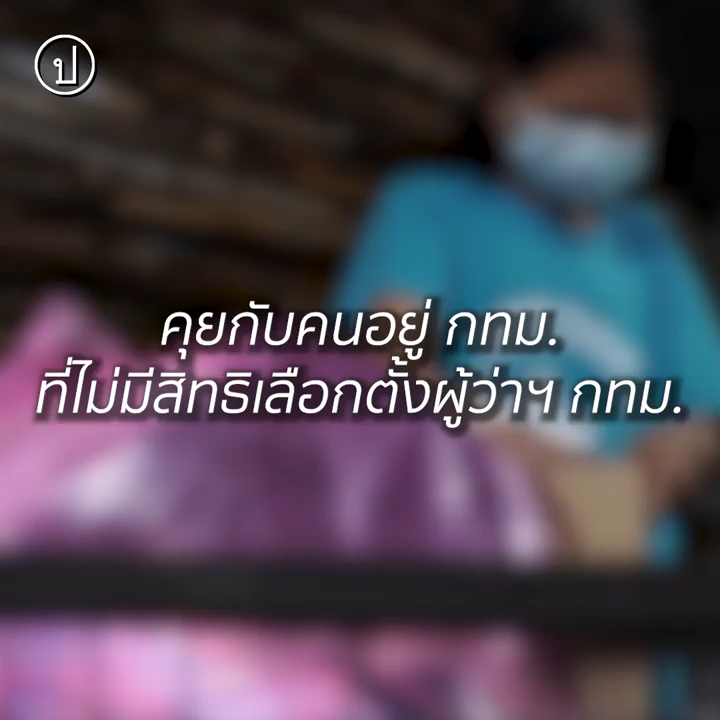 ป
คุยกับคนอยู่ กทม.
ที่ไม่มีสิทธิเลือกตั้งผู้ว่าฯ กทม.